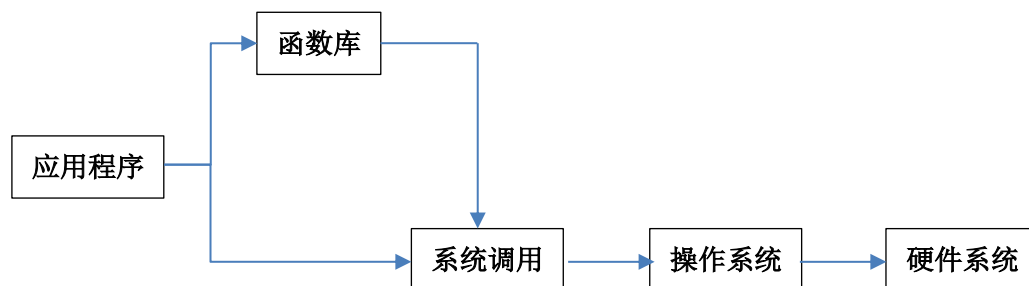 函数库
应用程序
系统调用
操作系统
硬件系统